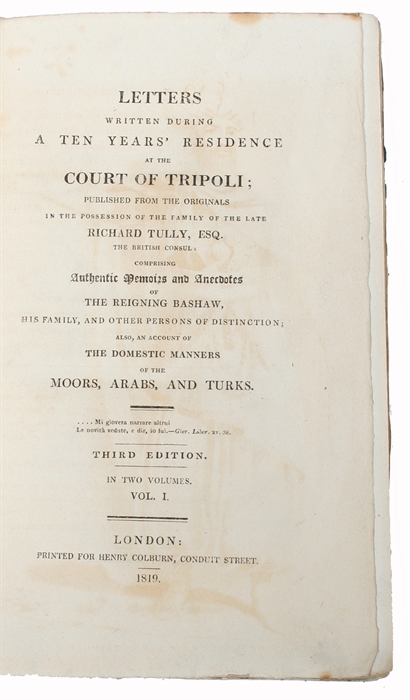 LETTERS
WRITTEN DURING
A TEN YEARS' RESIDENCE
AT THE
COURT OF TRIPOLI;
PUBLISHED FROM THE ORIGINALS
IN THE POSSESSION OF THE FAMILY OF THE LATE
RICHARD TULLY, ESQ.
THE BRITISH CONSUL:
COMPRISING
Authentic Memoirs and Anecdotes
OF
THE REIGNING BASHAW,
HIS FAMILY, AND OTHER PERSONS OF DISTINCTION;
ALSO, AN ACCOUNT OF
THE DOMESTIC MANNERS
OF THE
MOORS, ARABS, AND TURKS.
.... Mi giovera narrare altrui
Le novità vedute, e dir, io fui.—Gier. Liber. xv. 38.
THIRD EDITION.
IN TWO VOLUMES.
VOL. I.
LONDON:
PRINTED FOR HENRY COLBURN, CONDUIT STREET.
1819.